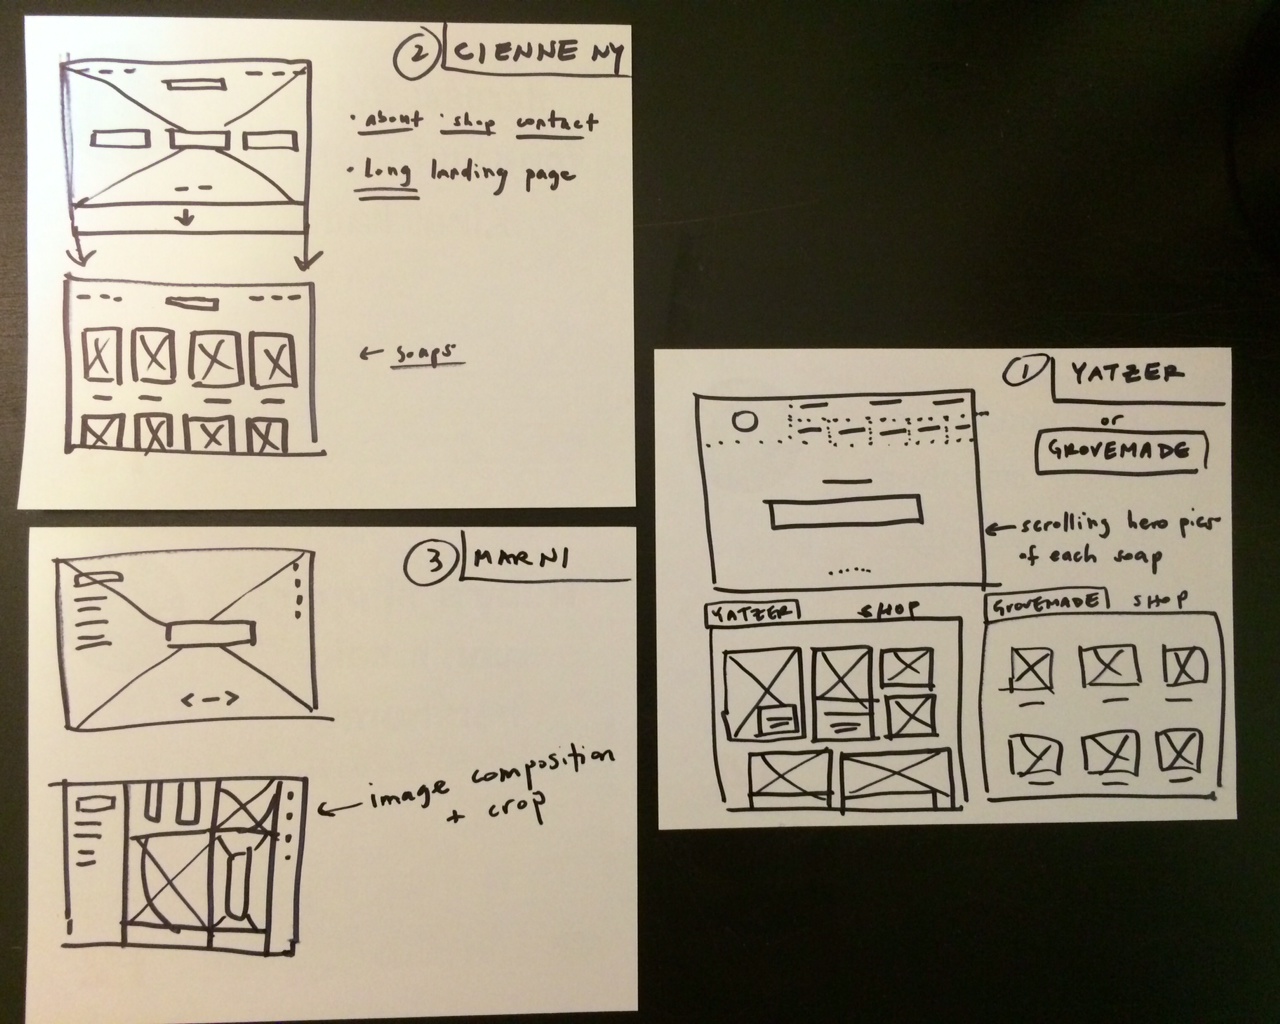 2 CIENNE NY
· about · shop contact
· long landing page
← soaps
3 MARNI
← image composition
+ crop
1 YATZER
or
GROVEMADE
← scrolling hero pics
of each soap
YATZER SHOP
GROVEMADE SHOP